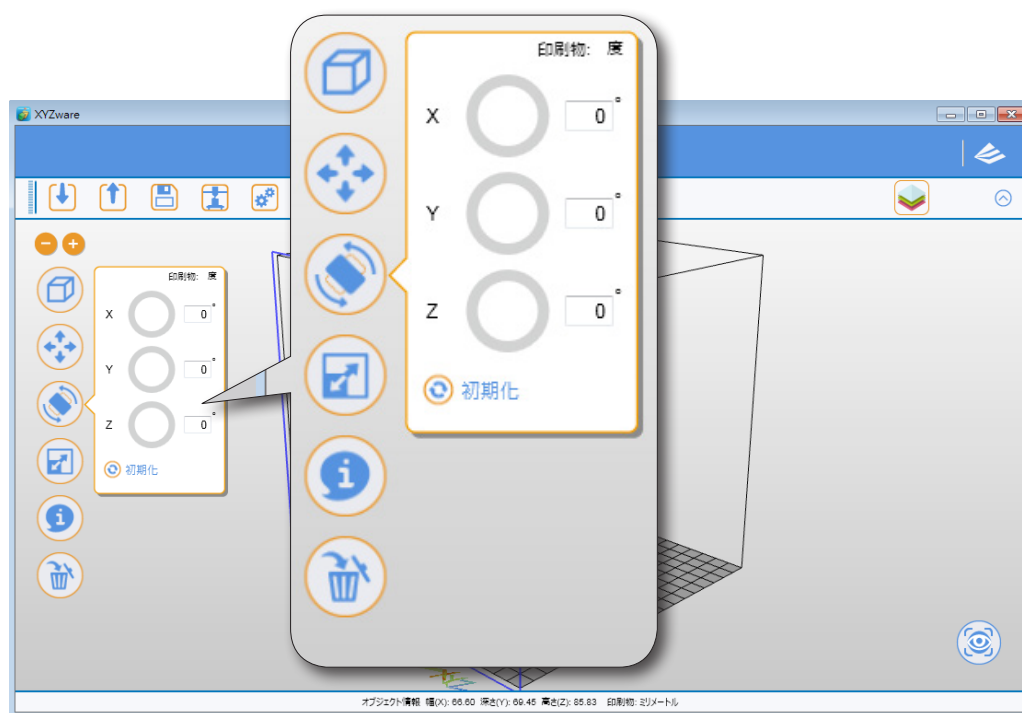 XYZware
印刷物: 度
X 0°
Y 0°
Z 0°
初期化
印刷物: 度
X 0°
Y 0°
Z 0°
初期化
オブジェクト情報 幅(X): 66.60 深さ(Y): 69.45 高さ(Z): 85.83 印刷物: ミリメートル